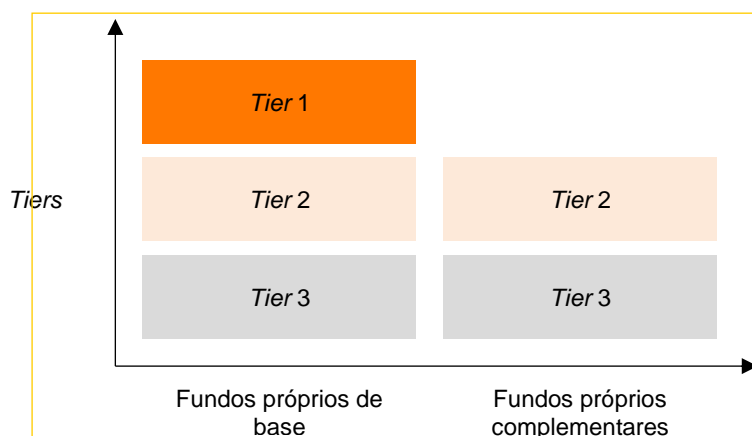 Tier 1
Tiers
Tier 2
Tier 2
Tier 3
Tier 3
Fundos próprios de
base
Fundos próprios
complementares